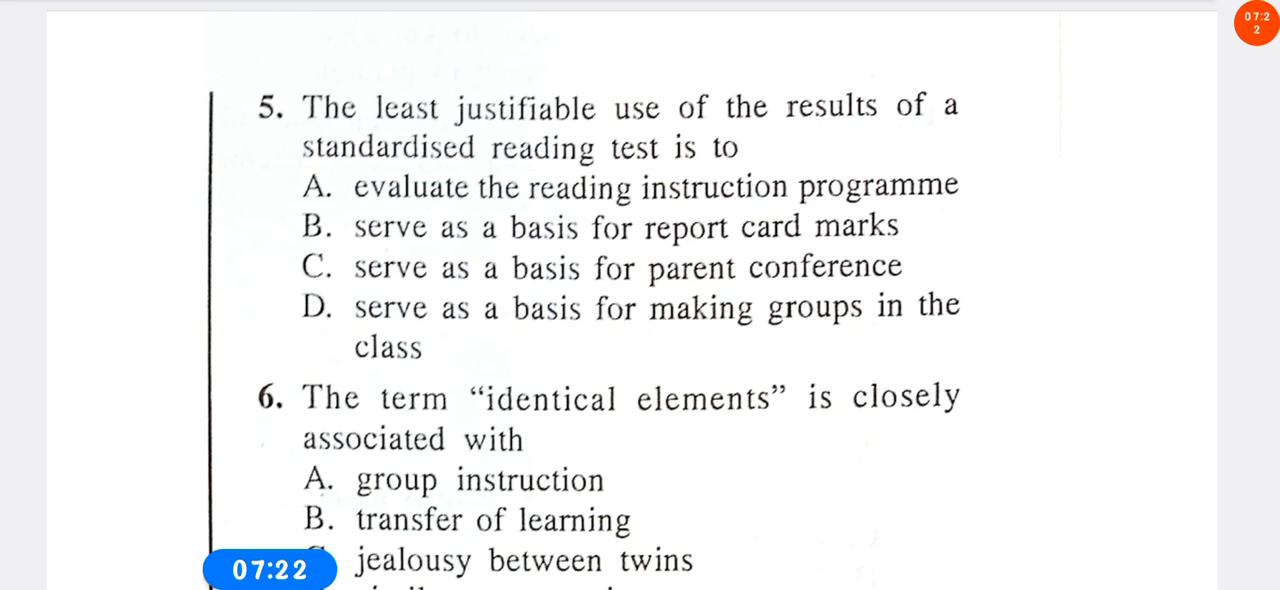 07:2
2
5. The least justifiable use of the results of a
standardised reading test is to
A. evaluate the reading instruction programme
B. serve as a basis for report card marks
C. serve as a basis for parent conference
D. serve as a basis for making groups in the
class
6. The term “identical elements” is closely
associated with
A. group instruction
B. transfer of learning
jealousy between twins
07:22